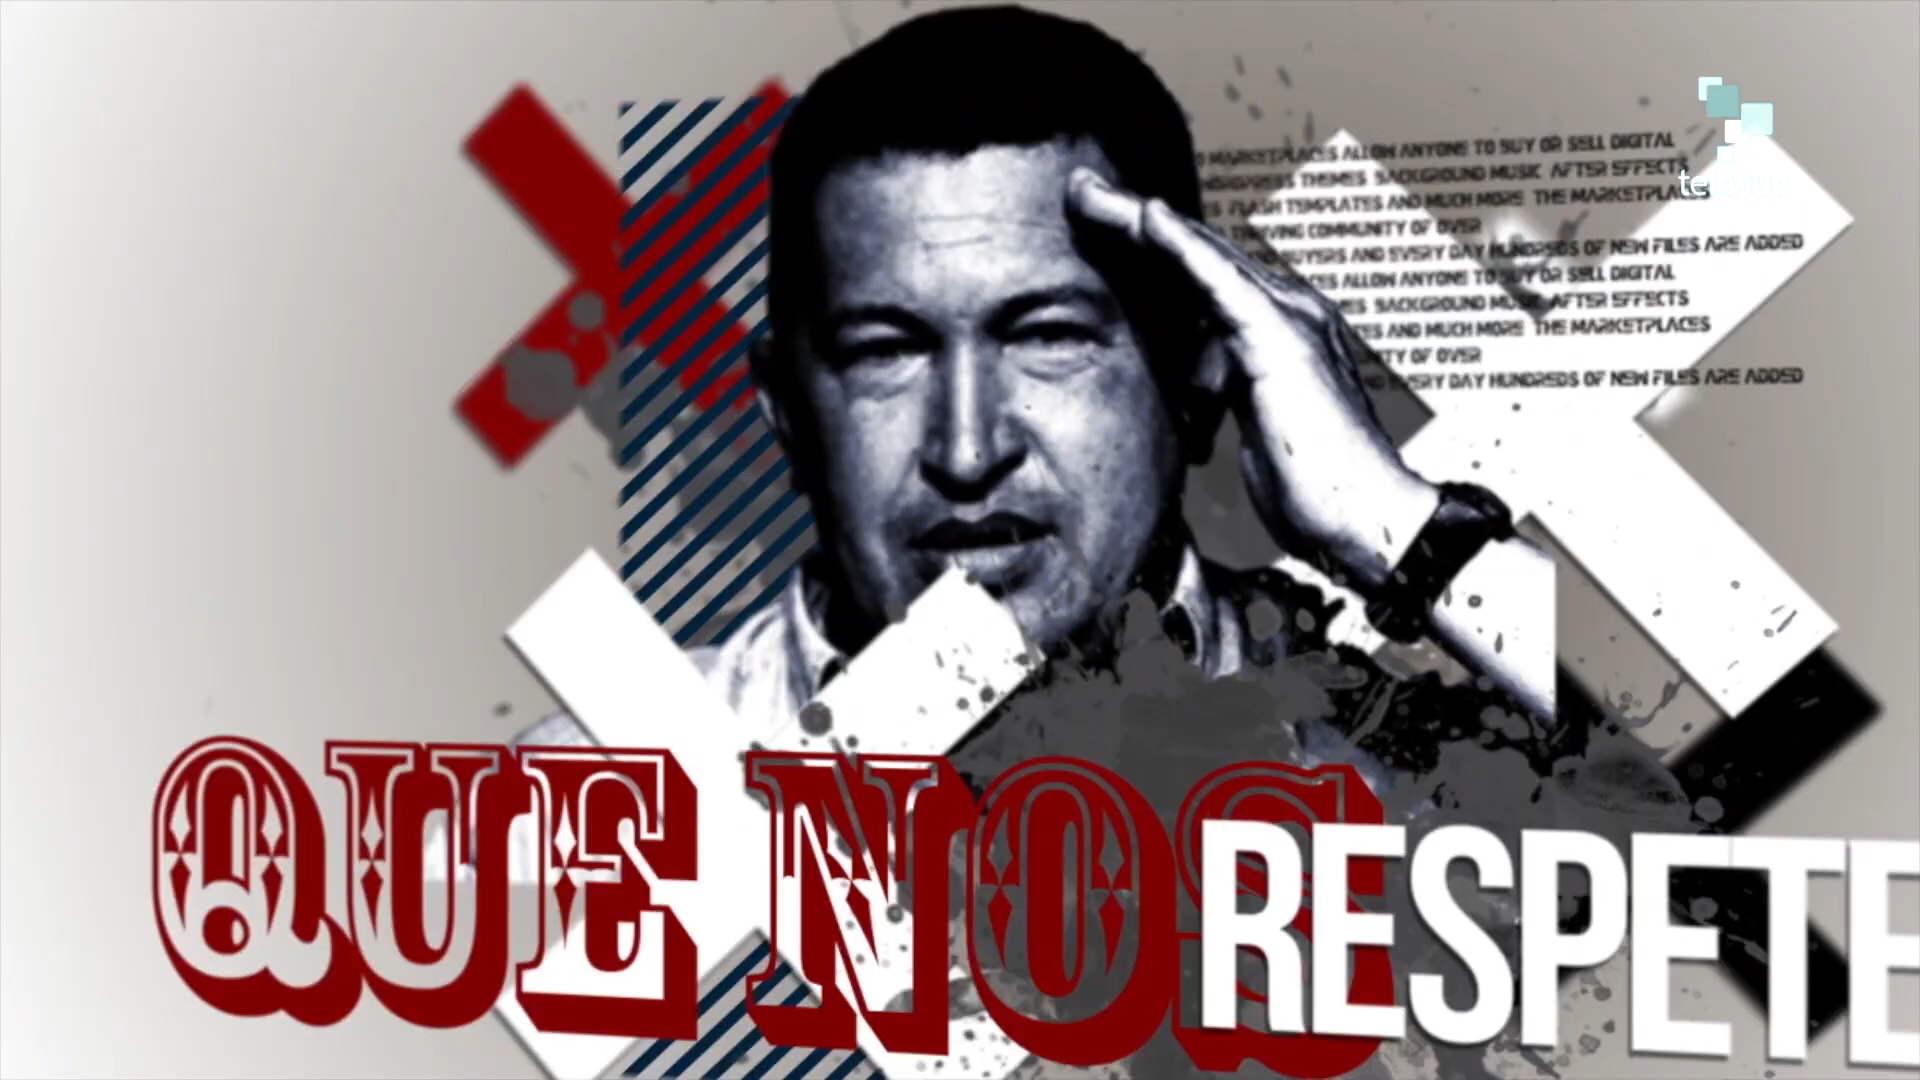 MARKETPLACES ALLOW ANYONE TO BUY OR SELL DIGITAL
WORDPRESS THEMES BACKGROUND MUSIC AFTER EFFECTS
FLASH TEMPLATES AND MUCH MORE THE MARKETPLACES
THRIVING COMMUNITY OF OVER
BUYERS AND EVERY DAY HUNDREDS OF NEW FILES ARE ADDED
ALLOW ANYONE TO BUY OR SELL DIGITAL
BACKGROUND MUSIC AFTER EFFECTS
AND MUCH MORE THE MARKETPLACES
OF OVER
EVERY DAY HUNDREDS OF NEW FILES ARE ADDED
QUE NOS
RESPETE